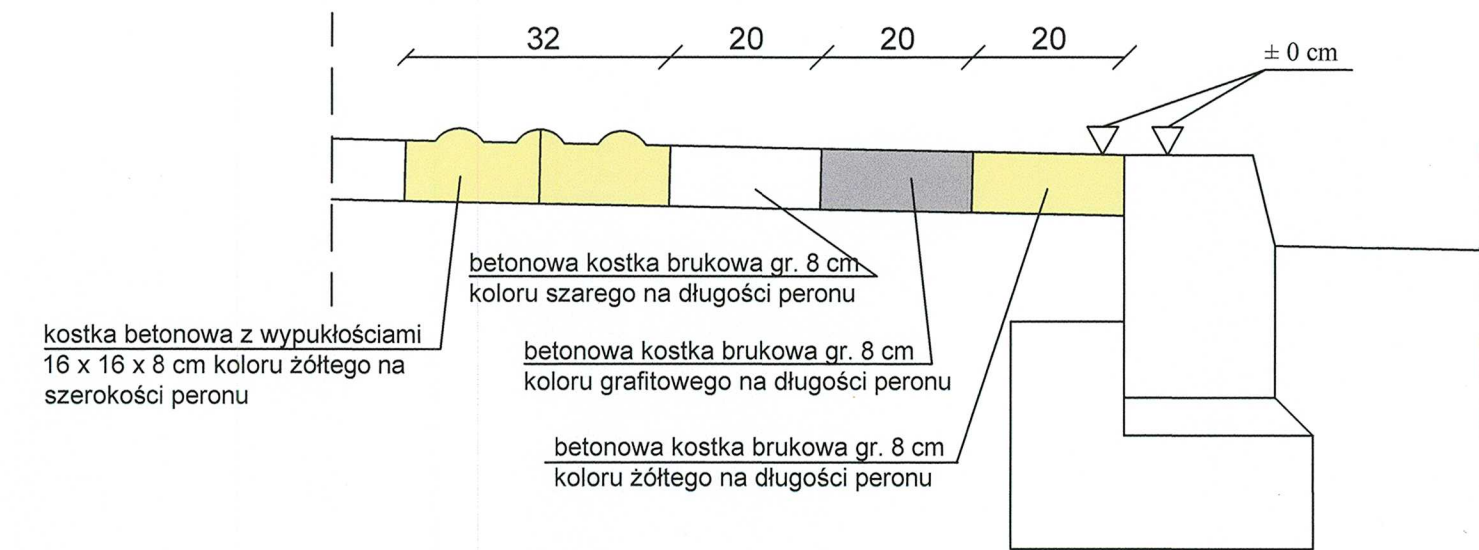 32 20 20 20
± 0 cm
betonowa kostka brukowa gr. 8 cm
koloru szarego na długości peronu
kostka betonowa z wypukłościami
16 x 16 x 8 cm koloru żółtego na
szerokości peronu
betonowa kostka brukowa gr. 8 cm
koloru grafitowego na długości peronu
betonowa kostka brukowa gr. 8 cm
koloru żółtego na długości peronu